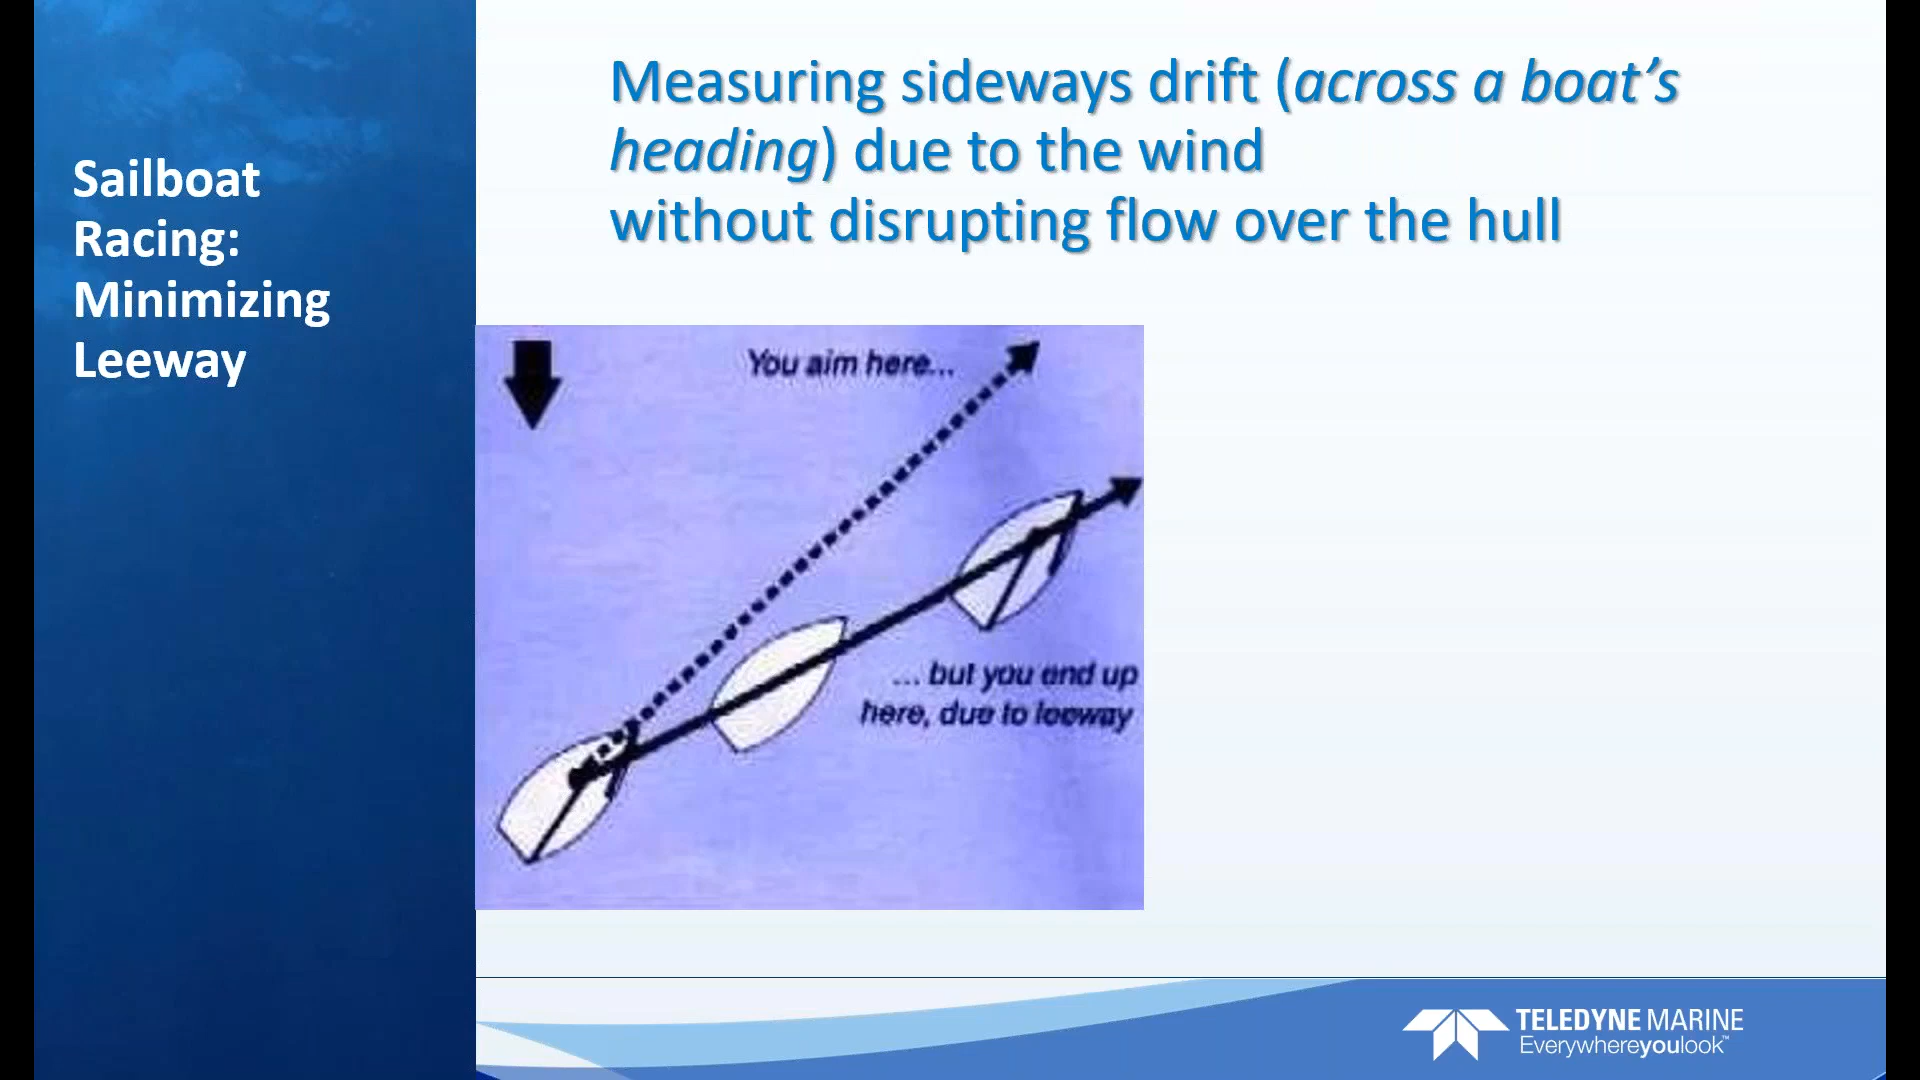 Sailboat
Racing:
Minimizing
Leeway
Measuring sideways drift (across a boat’s
heading) due to the wind
without disrupting flow over the hull
You aim here...
... but you end up
here, due to leeway
TELEDYNE MARINE
Everywhereyoulook™